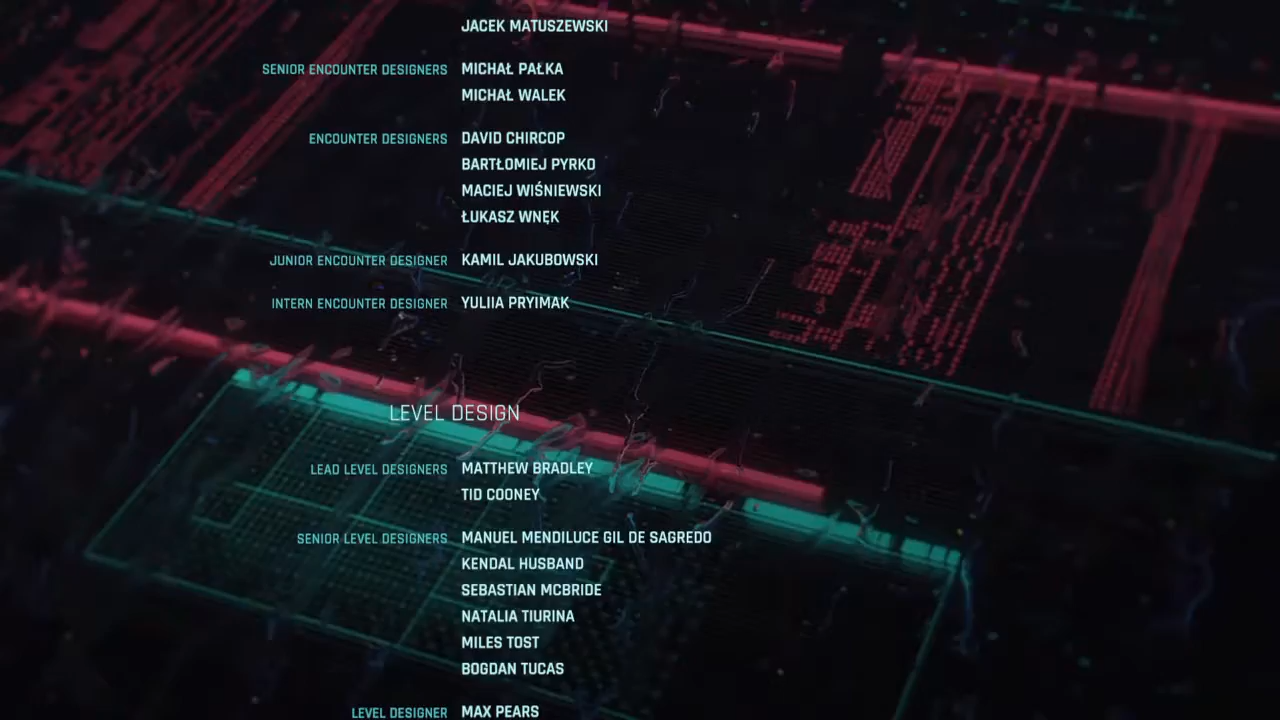 JACEK MATUSZEWSKI
SENIOR ENCOUNTER DESIGNERS MICHAŁ PAŁKA
MICHAŁ WALEK
ENCOUNTER DESIGNERS DAVID CHIRCOP
BARTŁOMIEJ PYRKO
MACIEJ WIŚNIEWSKI
ŁUKASZ WNĘK
JUNIOR ENCOUNTER DESIGNER KAMIL JAKUBOWSKI
INTERN ENCOUNTER DESIGNER YULIIA PRYIMAK
LEVEL DESIGN
LEAD LEVEL DESIGNERS MATTHEW BRADLEY
TID COONEY
SENIOR LEVEL DESIGNERS MANUEL MENDILUCE GIL DE SAGREDO
KENDAL HUSBAND
SEBASTIAN MCBRIDE
NATALIA TIURINA
MILES TOST
BOGDAN TUCAS
LEVEL DESIGNER MAX PEARS